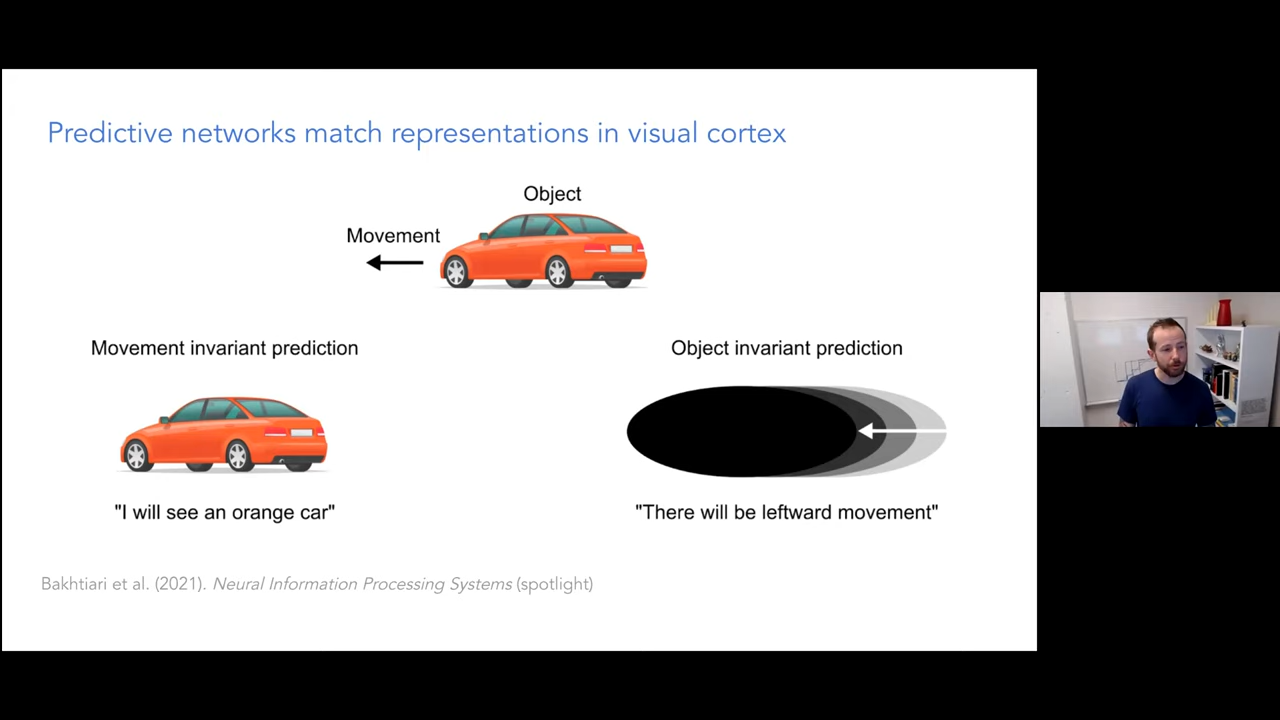 Predictive networks match representations in visual cortex
Object
Movement
Movement invariant prediction
Object invariant prediction
"I will see an orange car"
"There will be leftward movement"
Bakhtiari et al. (2021). Neural Information Processing Systems (spotlight)